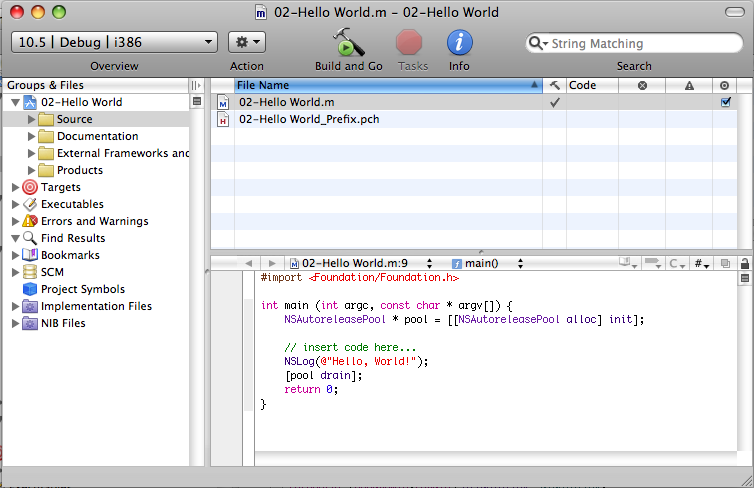 02-Hello World.m - 02-Hello World
10.5 | Debug | i386
String Matching
Overview
Action
Build and Go
Tasks
Info
Search
Groups & Files
02-Hello World
Source
Documentation
External Frameworks and
Products
Targets
Executables
Errors and Warnings
Find Results
Bookmarks
SCM
Project Symbols
Implementation Files
NIB Files
File Name
Code
02-Hello World.m
02-Hello World_Prefix.pch
02-Hello World.m:9
main()
C
#
#import <Foundation/Foundation.h>
int main (int argc, const char * argv[]) {
NSAutoreleasePool * pool = [[NSAutoreleasePool alloc] init];
// insert code here...
NSLog(@"Hello, World!");
[pool drain];
return 0;
}